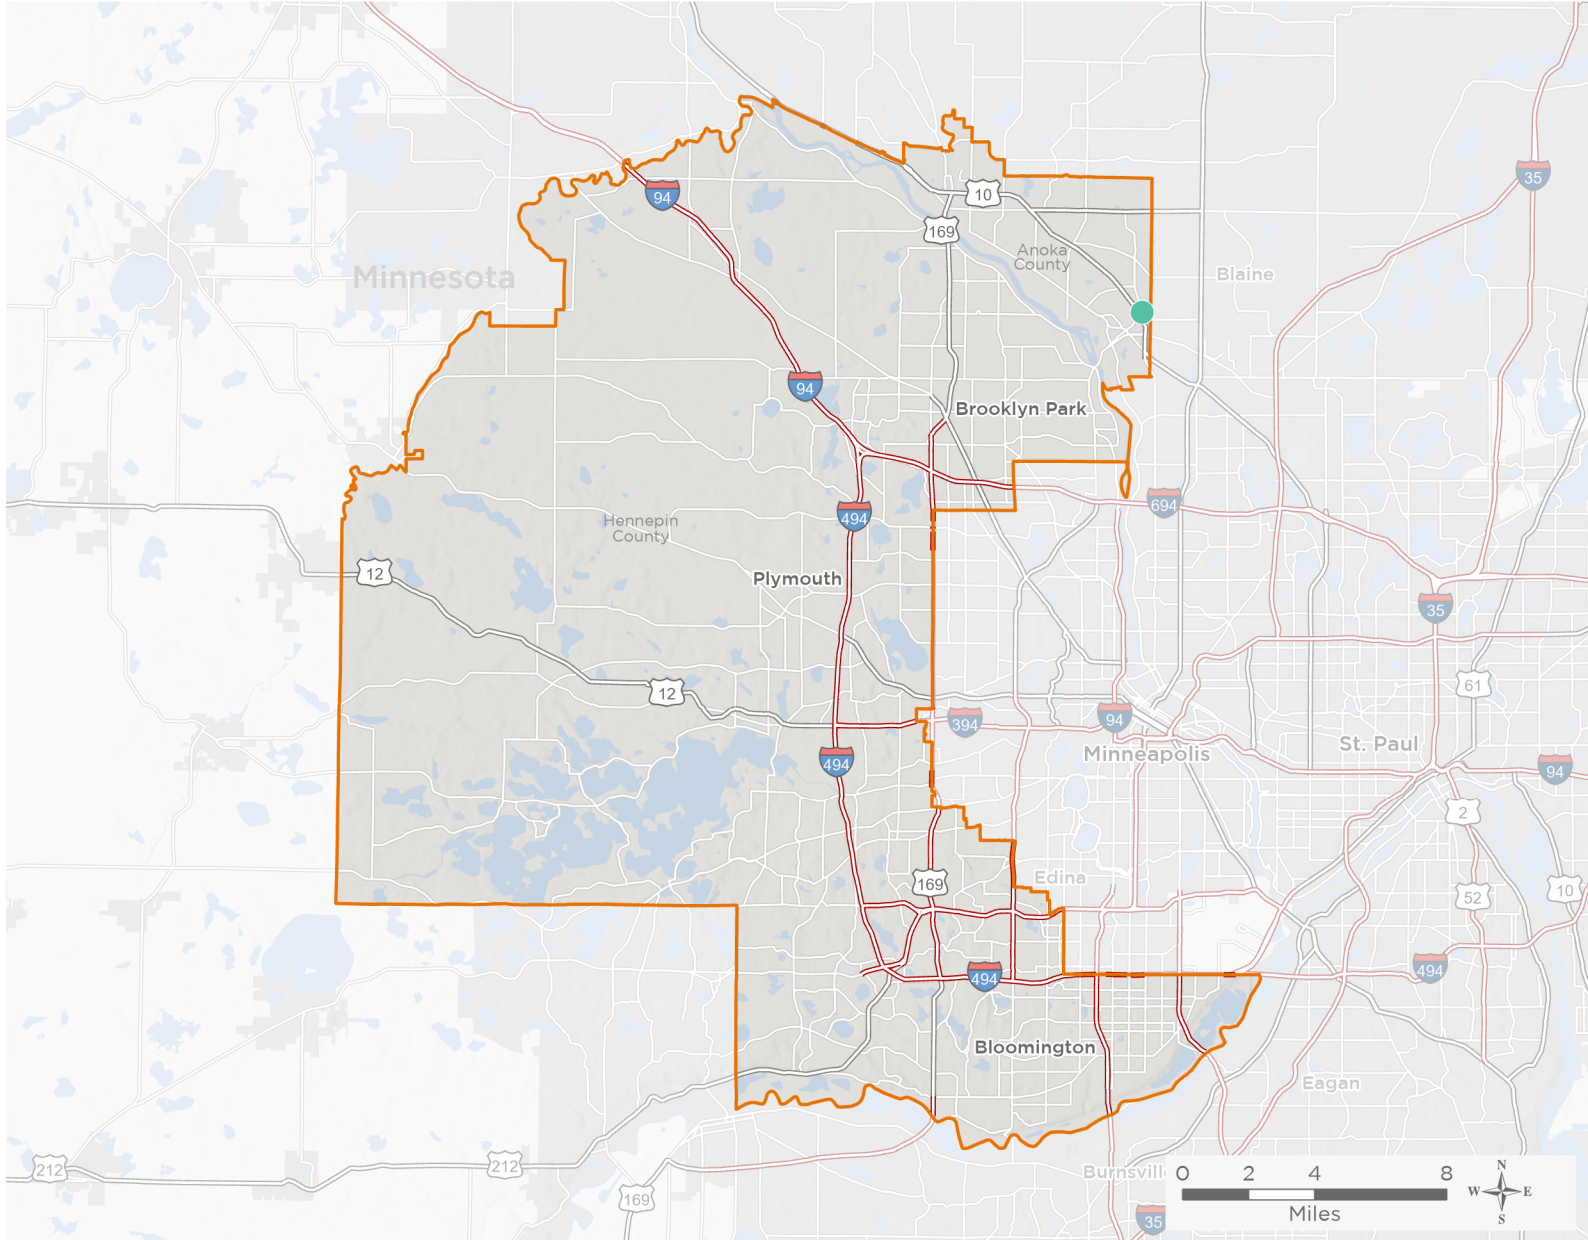 94
35
10
169
Anoka
County
Blaine
Minnesota
94
Brooklyn Park
694
494
Hennepin
County
12
Plymouth
35
12
61
394
94
St. Paul
Minneapolis
494
94
2
Edina
169
10
52
494
494
Bloomington
Eagan
212
212
Burnsvill
169
35
0 2 4 8
Miles
N
W E
S